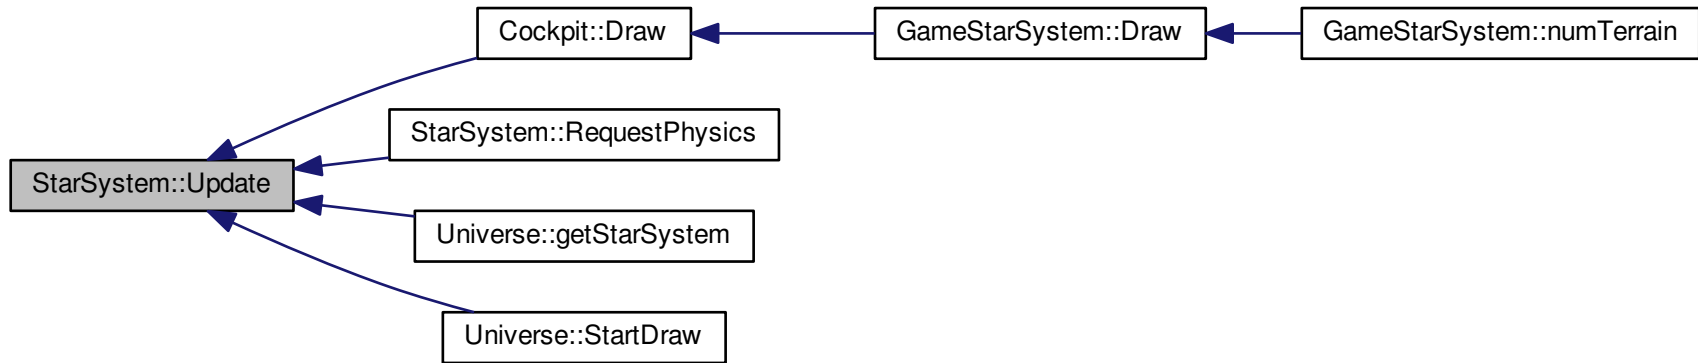 Cockpit::Draw
GameStarSystem::Draw
GameStarSystem::numTerrain
StarSystem::RequestPhysics
StarSystem::Update
Universe::getStarSystem
Universe::StartDraw